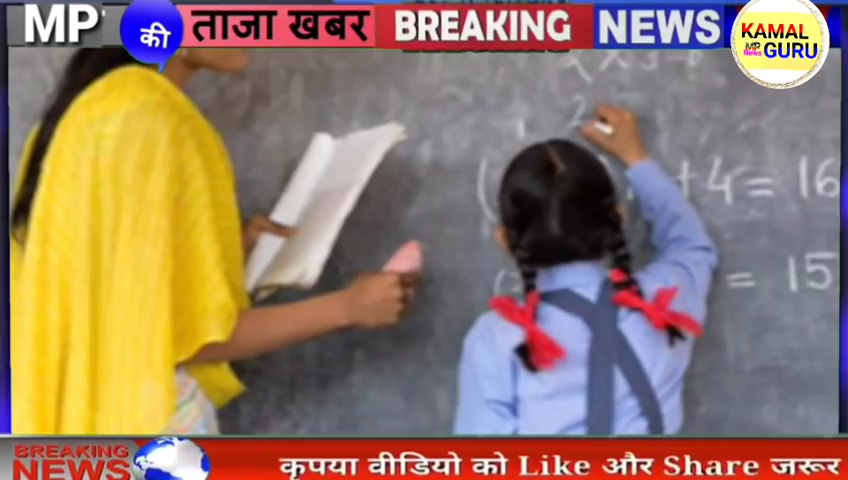 MP की ताजा खबर BREAKING NEWS
KAMAL
MP News GURU
+4=16
=15
BREAKING
NEWS
कृपया वीडियो को Like और Share जरूर